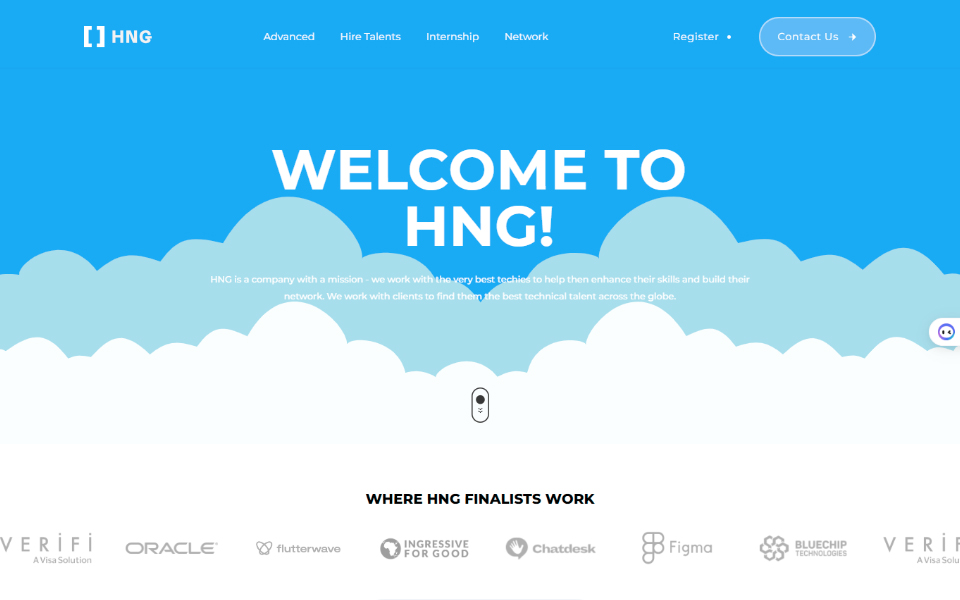 HNG
Advanced
Hire Talents
Internship
Network
Register
Contact Us
WELCOME TO
HNG!
HNG is a company with a mission - we work with the very best techies to help then enhance their skills and build their
network. We work with clients to find them the best technical talent across the globe.
WHERE HNG FINALISTS WORK
VERIFI
A Visa Solution
ORACLE
flutterwave
INGRESSIVE
FOR GOOD
Chatdesk
Figma
BLUECHIP
TECHNOLOGIES
VERIF
A Visa Solu